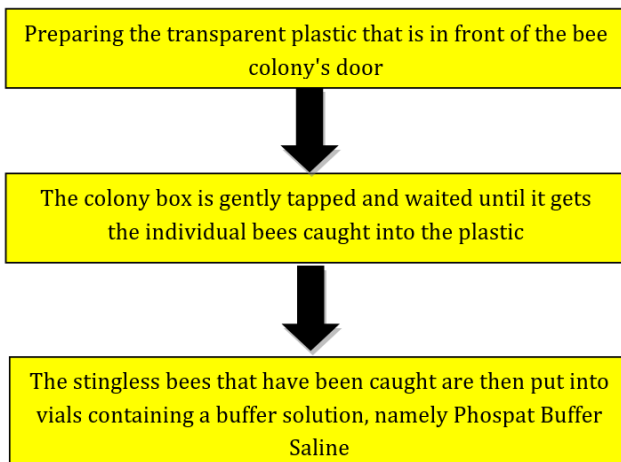 Preparing the transparent plastic that is in front of the bee
colony's door
The colony box is gently tapped and waited until it gets
the individual bees caught into the plastic
The stingless bees that have been caught are then put into
vials containing a buffer solution, namely Phospat Buffer
Saline